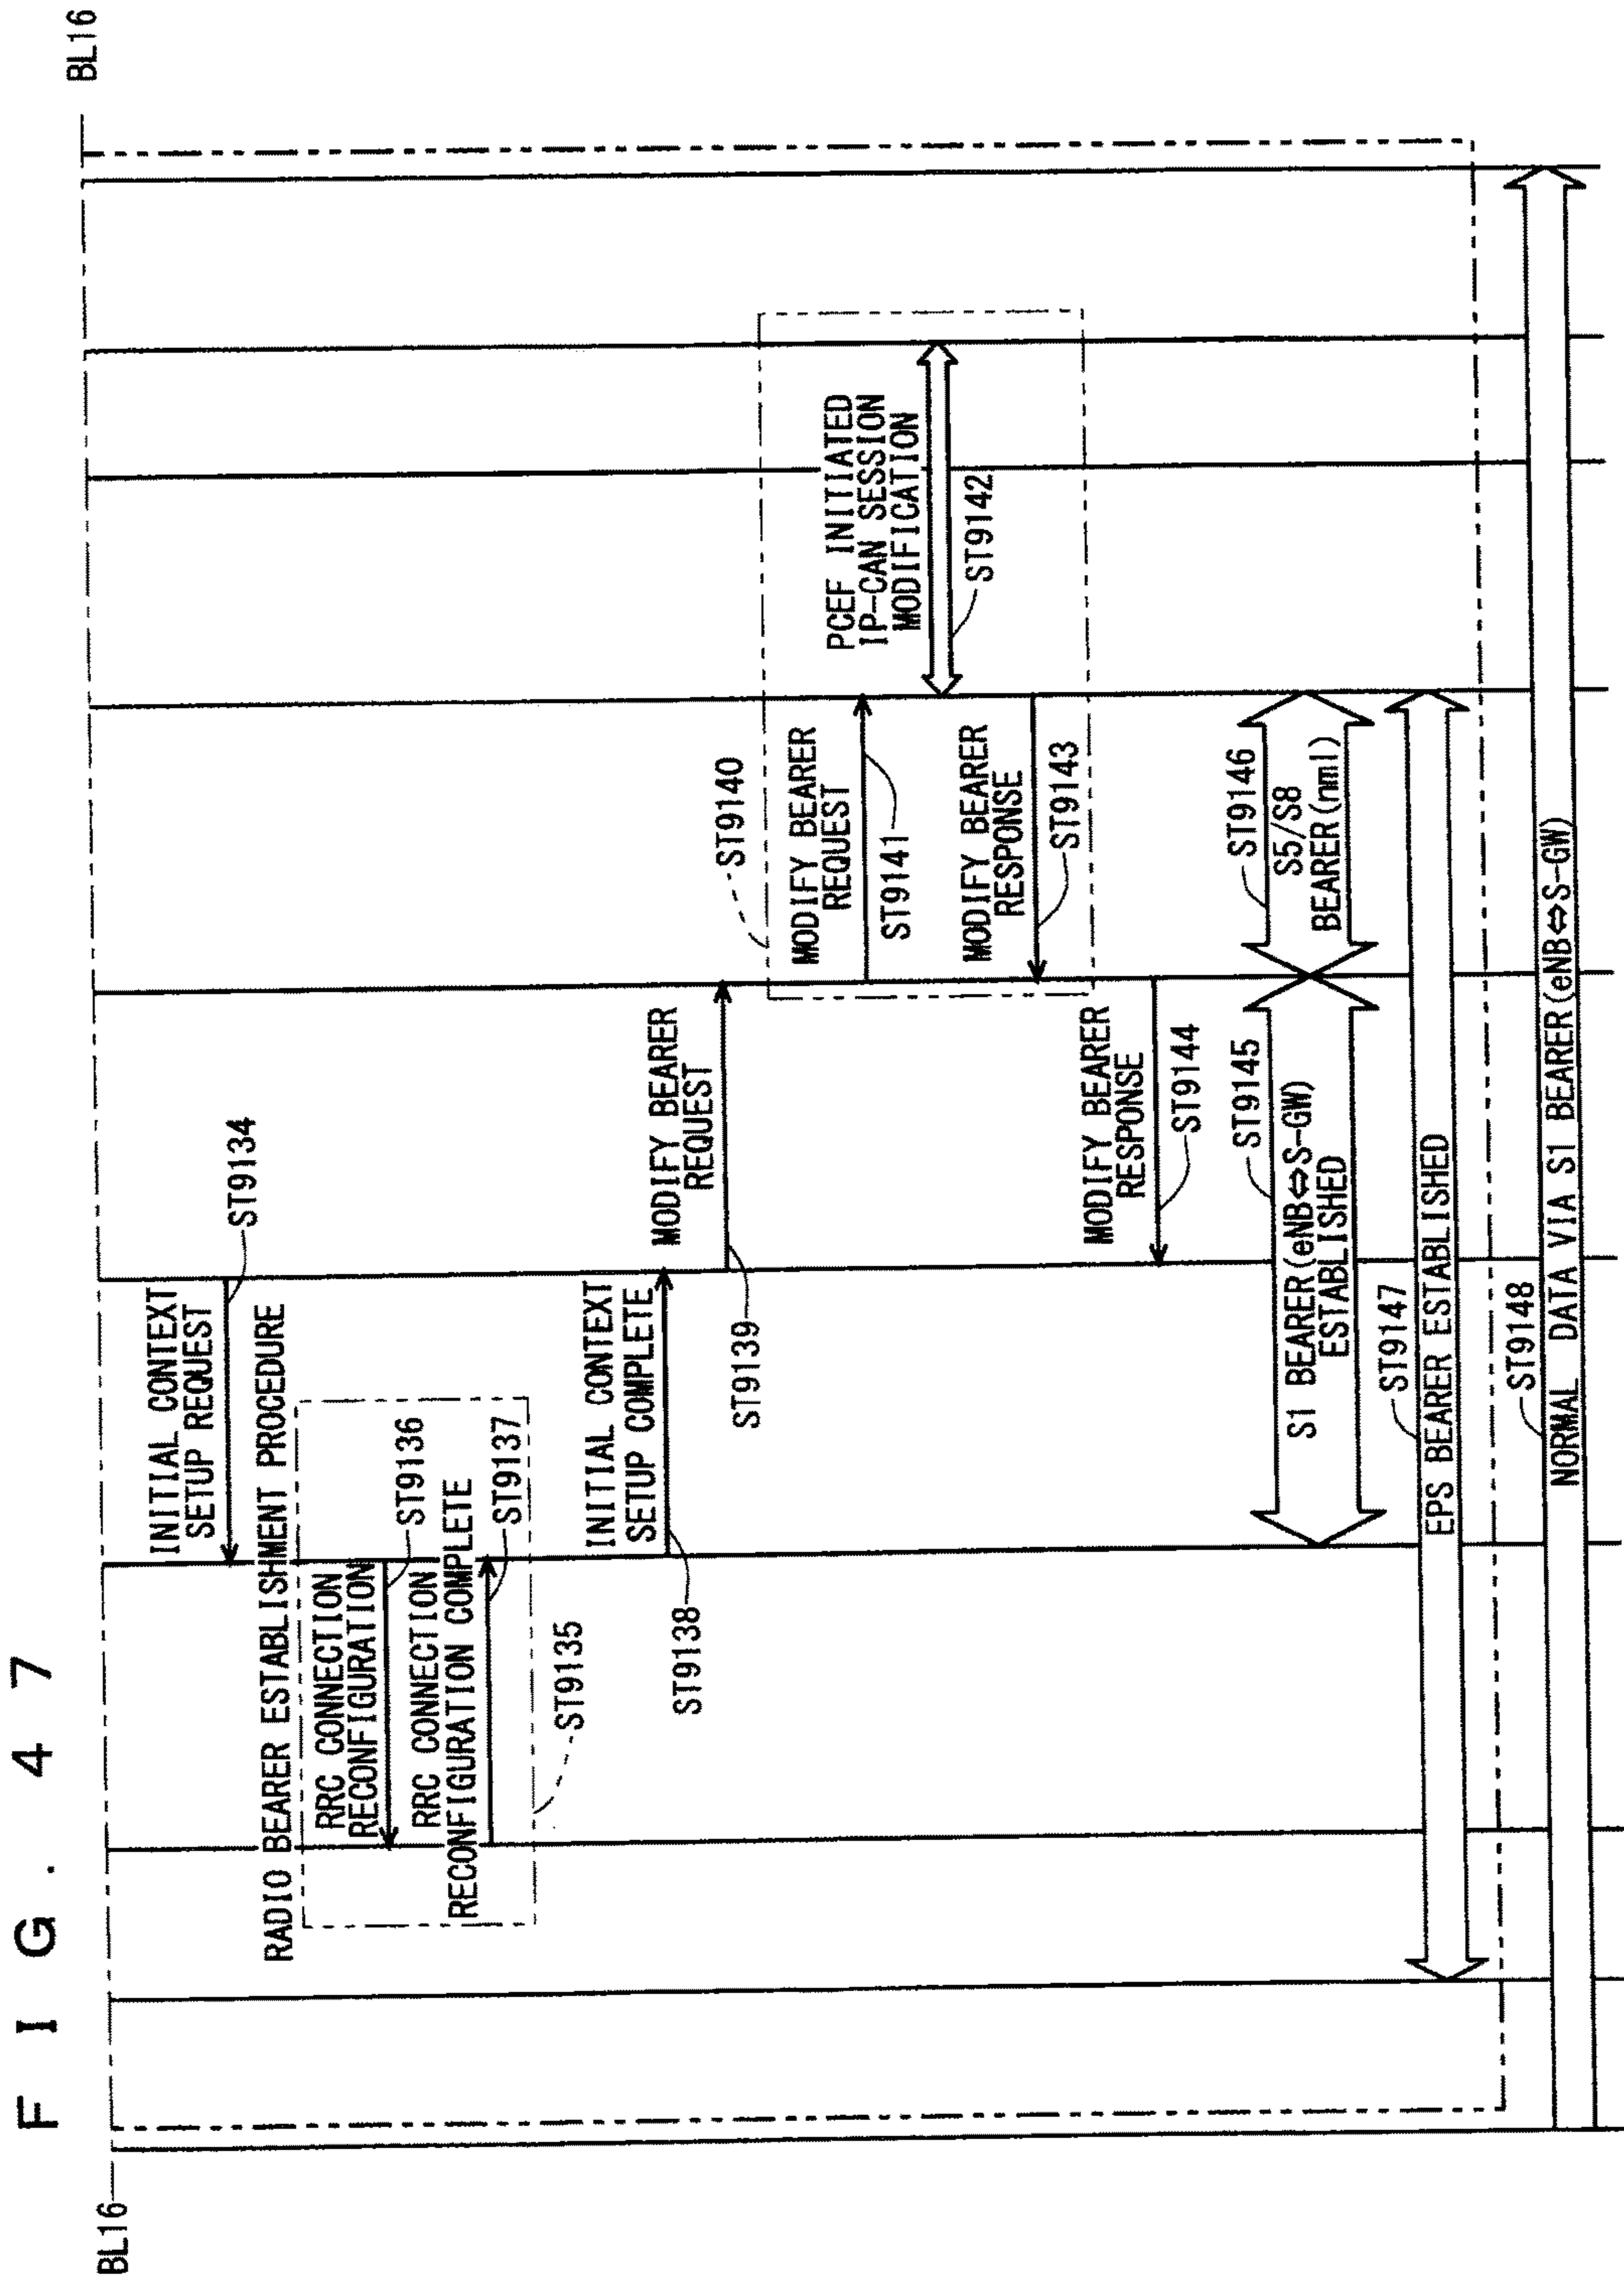 FIG. 47
BL16
BL16
INITIAL CONTEXT
SETUP REQUEST
ST9134
RADIO BEARER ESTABLISHMENT PROCEDURE
RRC CONNECTION
RECONFIGURATION
ST9136
RRC CONNECTION
RECONFIGURATION COMPLETE
ST9137
ST9135
INITIAL CONTEXT
SETUP COMPLETE
ST9138
MODIFY BEARER
REQUEST
ST9139
ST9140
MODIFY BEARER
REQUEST
ST9141
PCEF INITIATED
IP-CAN SESSION
MODIFICATION
ST9142
MODIFY BEARER
RESPONSE
ST9143
MODIFY BEARER
RESPONSE
ST9144
ST9145
S1 BEARER(eNB⇔S-GW)
ESTABLISHED
ST9146
S5/S8
BEARER(nml)
ST9147
EPS BEARER ESTABLISHED
ST9148
NORMAL DATA VIA S1 BEARER(eNB⇔S-GW)